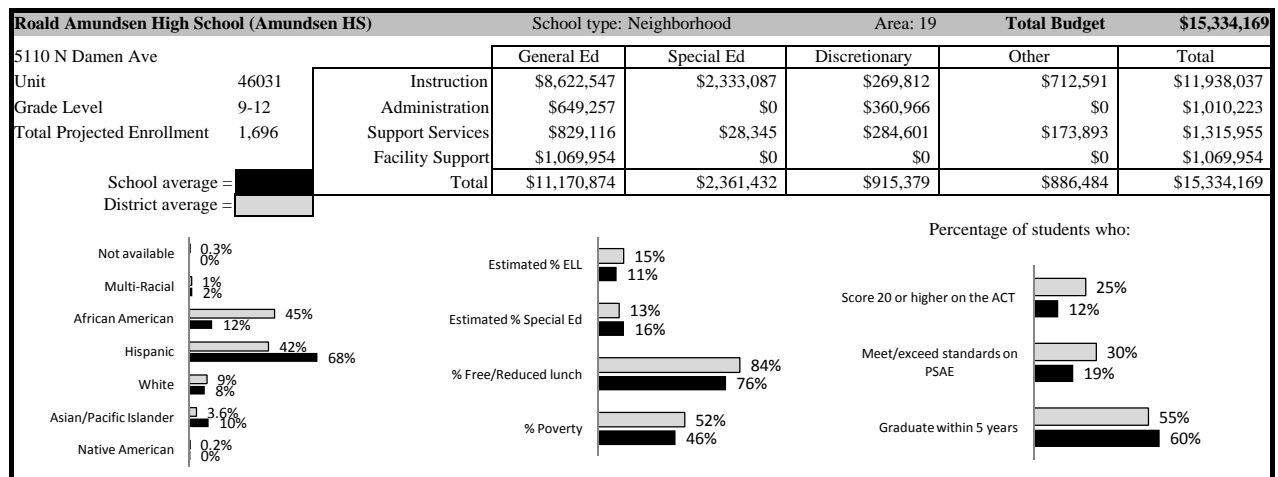 Roald Amundsen High School (Amundsen HS) School type: Neighborhood Area: 19 Total Budget $15,334,169
5110 N Damen Ave General Ed Special Ed Discretionary Other Total
Unit 46031 Instruction $8,622,547 $2,333,087 $269,812 $712,591 $11,938,037
Grade Level 9-12 Administration $649,257 $0 $360,966 $0 $1,010,223
Total Projected Enrollment 1,696 Support Services $829,116 $28,345 $284,601 $173,893 $1,315,955
Facility Support $1,069,954 $0 $0 $0 $1,069,954
School average = Total $11,170,874 $2,361,432 $915,379 $886,484 $15,334,169
District average =
Not available 0.3%
0%
Multi-Racial 1%
2%
African American 45%
12%
Hispanic 42%
68%
White 9%
8%
Asian/Pacific Islander 3.6%
10%
Native American 0.2%
0%
Estimated % ELL 15%
11%
Estimated % Special Ed 13%
16%
% Free/Reduced lunch 84%
76%
% Poverty 52%
46%
Percentage of students who:
Score 20 or higher on the ACT 25%
12%
Meet/exceed standards on
PSAE 30%
19%
Graduate within 5 years 55%
60%